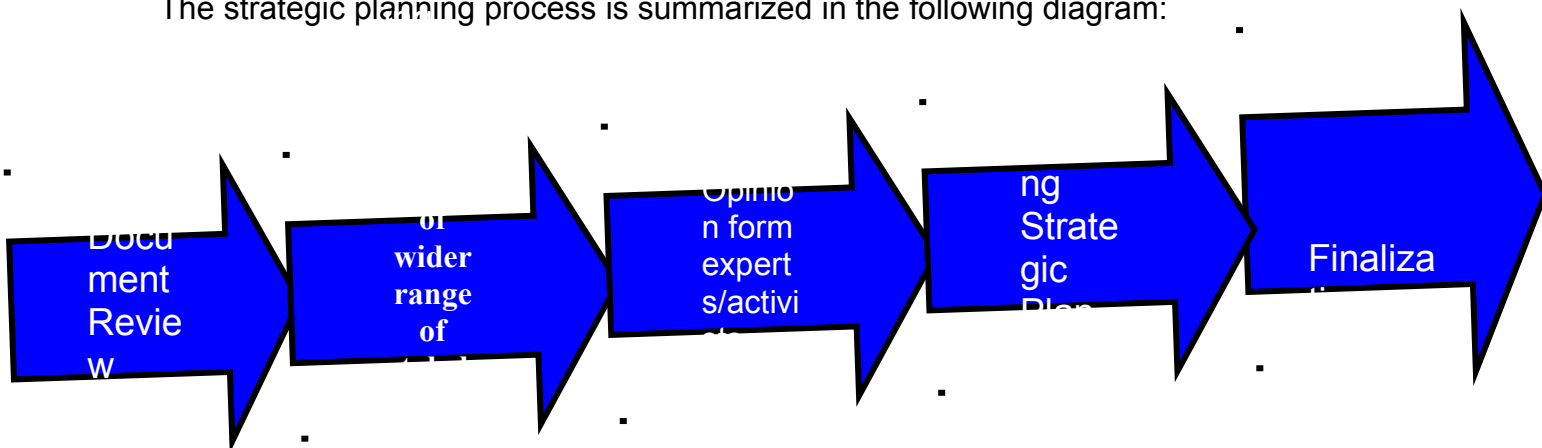 The strategic planning process is summarized in the following diagram:
Docu
ment
Revie
w
of
wider
range
of
Opinio
n form
expert
s/activi
ng
Strate
gic
Plan
Finaliza